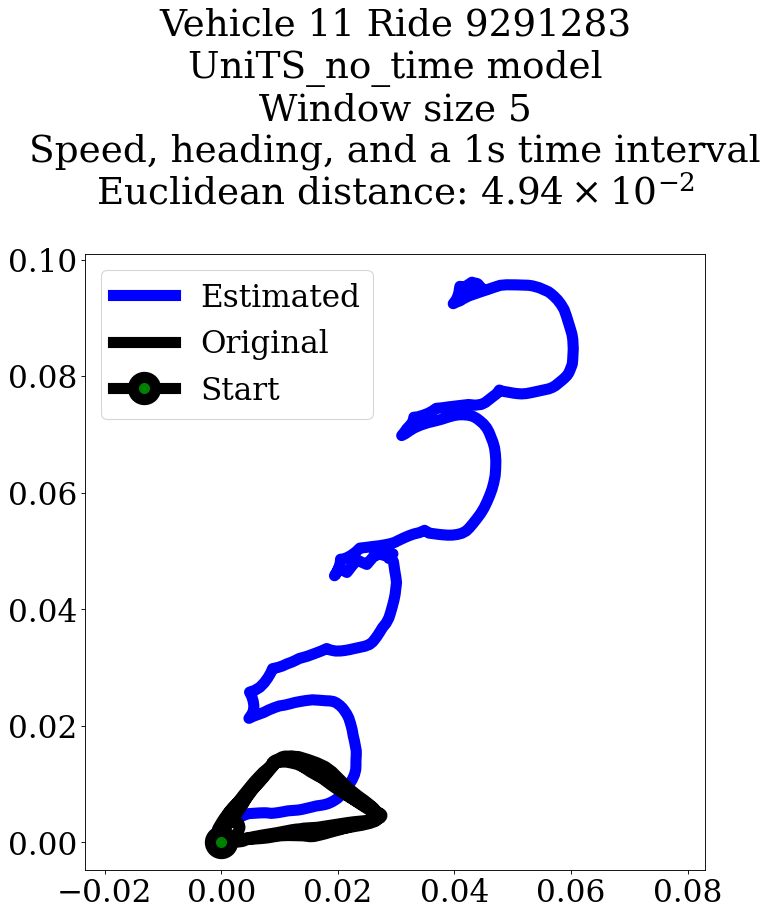 Vehicle 11 Ride 9291283
UniTS_no_time model
Window size 5
Speed, heading, and a 1s time interval
Euclidean distance: 4.94 × 10⁻²
Estimated
Original
Start
0.10
0.08
0.06
0.04
0.02
0.00
−0.02 0.00 0.02 0.04 0.06 0.08